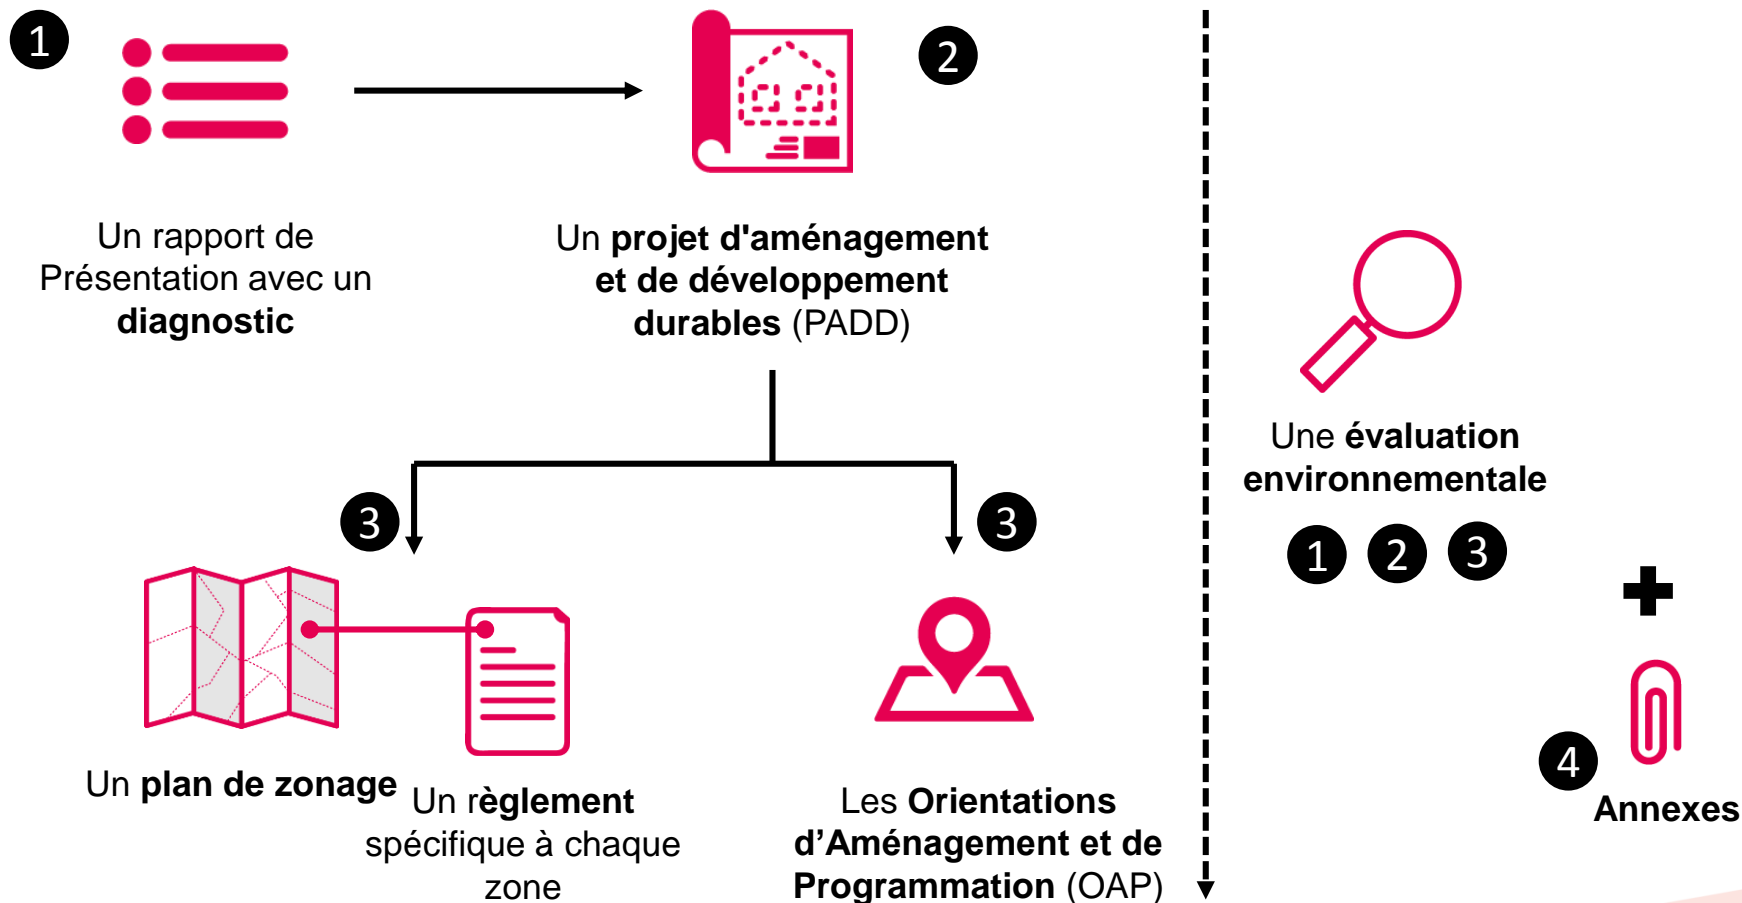 1
2
Un rapport de
Présentation avec un
diagnostic
Un projet d'aménagement
et de développement
durables (PADD)
3
3
Un plan de zonage
Un règlement
spécifique à chaque
zone
Les Orientations
d’Aménagement et de
Programmation (OAP)
Une évaluation
environnementale
1 2 3
4
Annexes